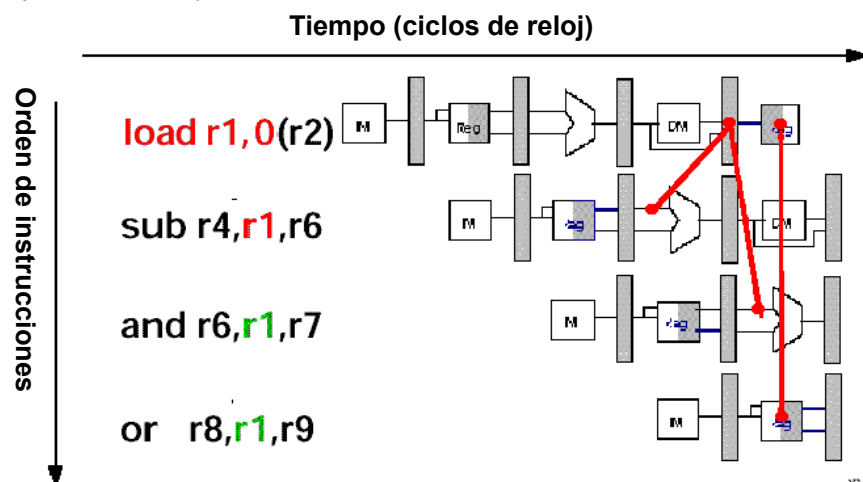 Tiempo (ciclos de reloj)
Orden de instrucciones
load r1,0(r2)
IM
Reg
DM
sub r4,r1,r6
IM
Reg
DM
and r6,r1,r7
IM
Reg
or r8,r1,r9
IM
Reg